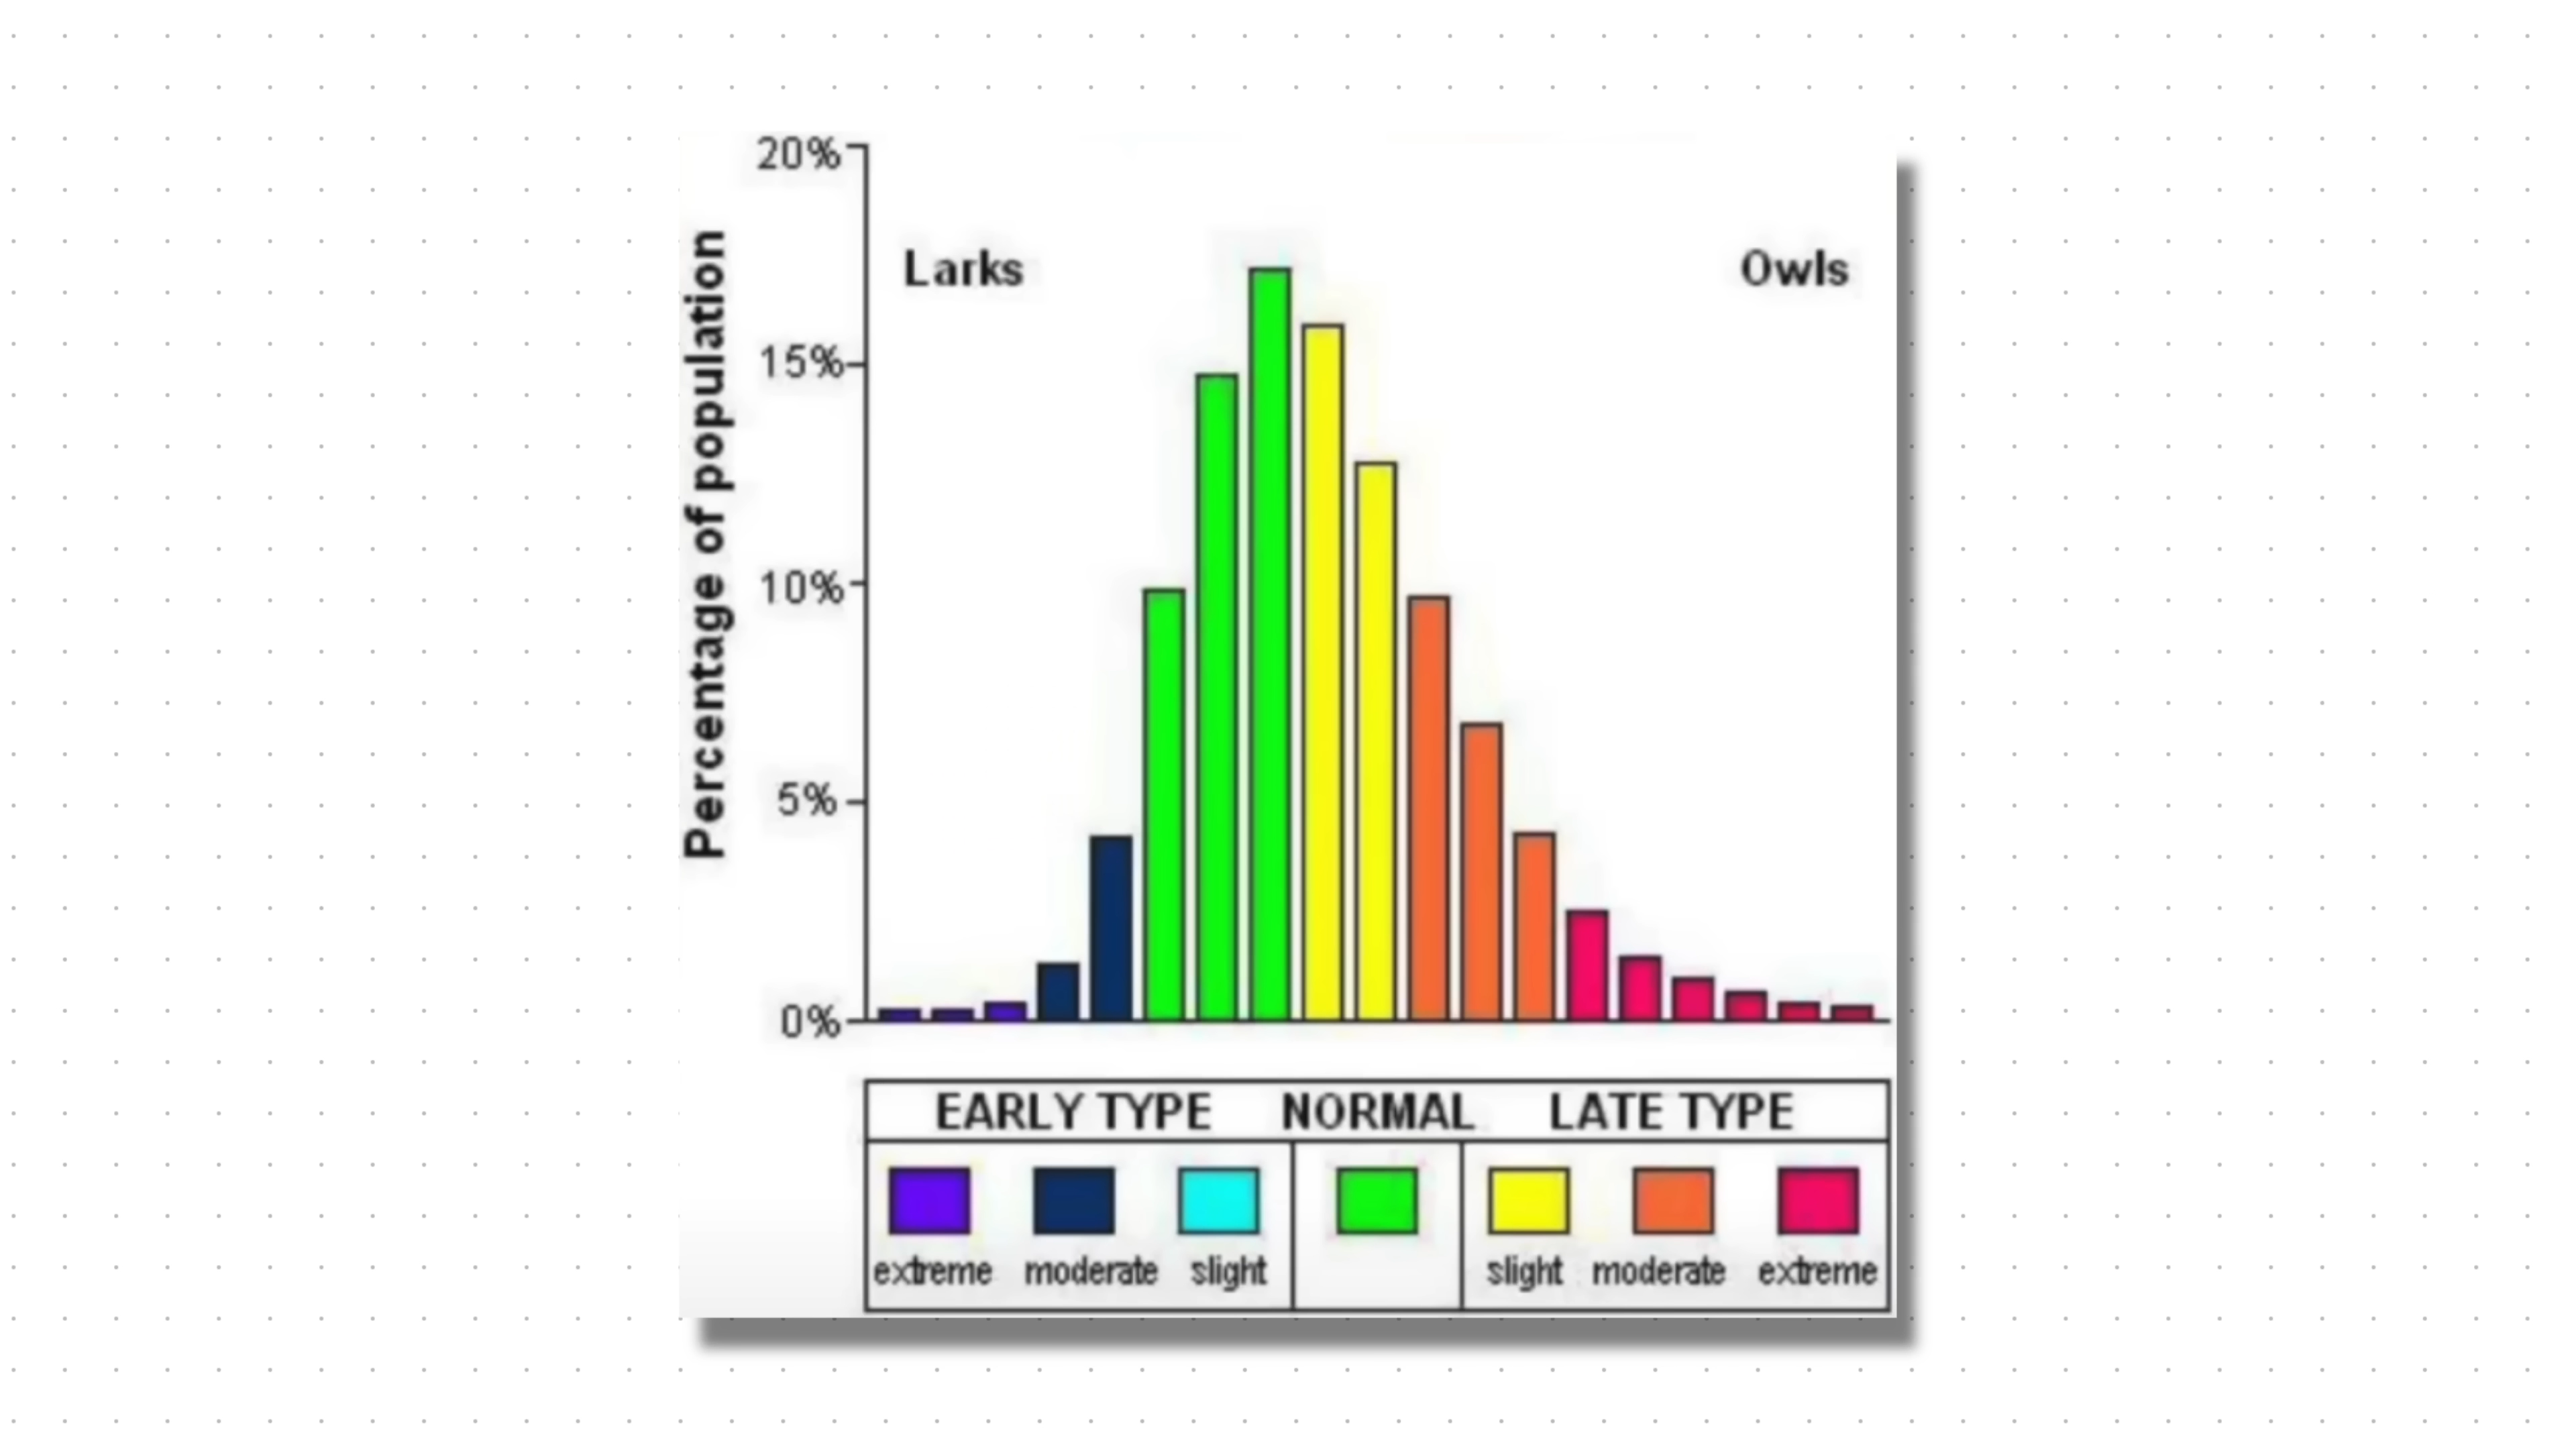 20%
Larks
Owls
Percentage of population
15%
10%
5%
0%
EARLY TYPE NORMAL LATE TYPE
extreme moderate slight slight moderate extreme